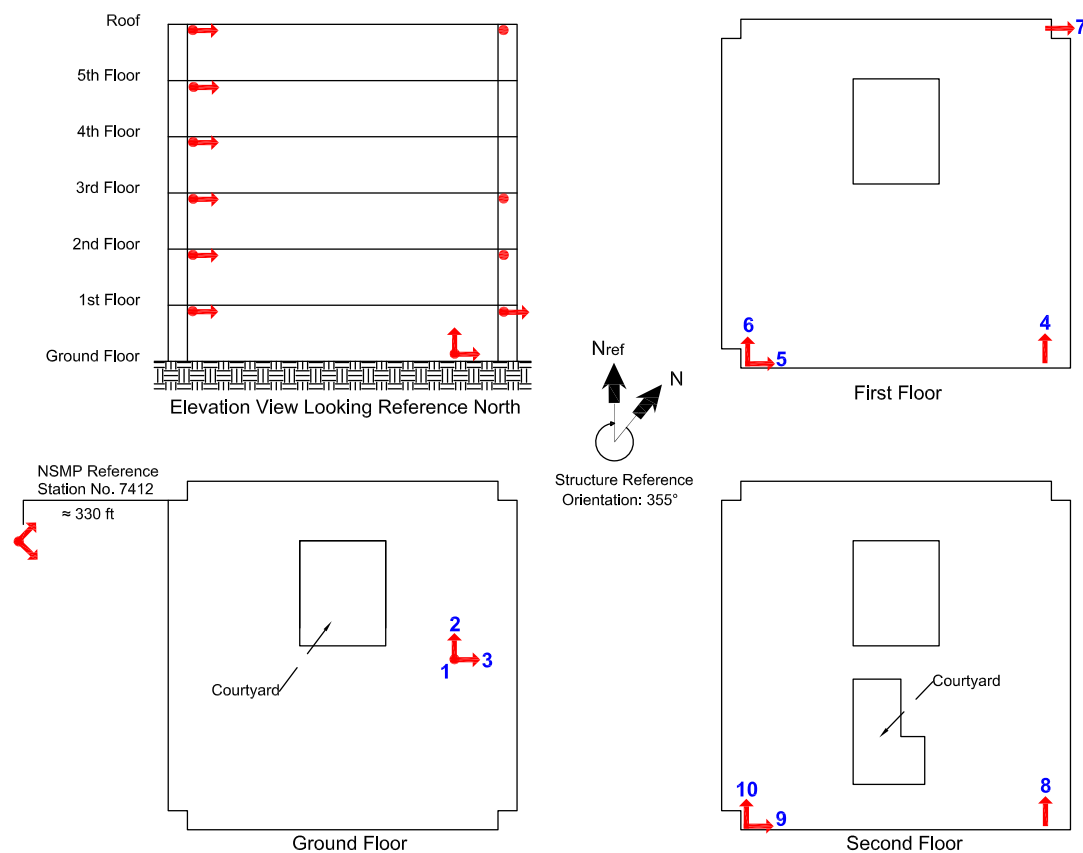 Roof
5th Floor
4th Floor
3rd Floor
2nd Floor
1st Floor
Ground Floor
Elevation View Looking Reference North
7
6
5
4
First Floor
Nref
N
Structure Reference
Orientation: 355°
NSMP Reference
Station No. 7412
≈ 330 ft
2
1
3
Courtyard
Ground Floor
Courtyard
10
9
8
Second Floor